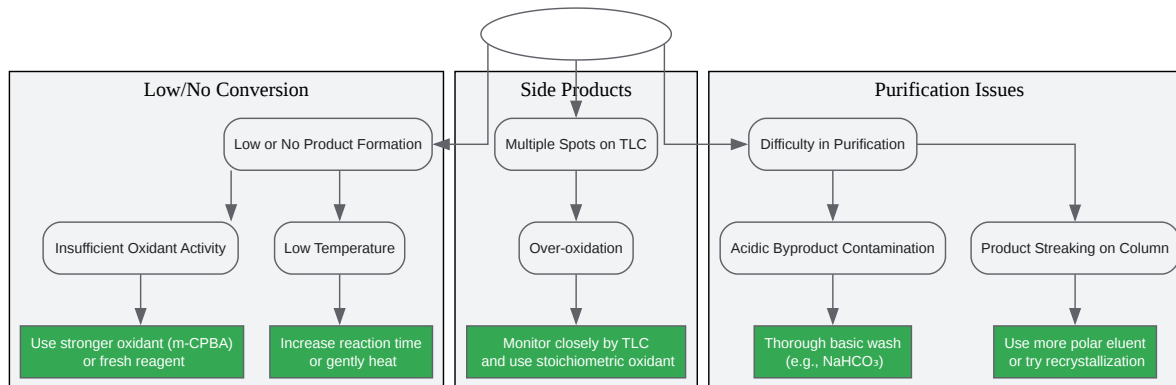 Low/No Conversion
Side Products
Purification Issues
Low or No Product Formation
Multiple Spots on TLC
Difficulty in Purification
Insufficient Oxidant Activity
Low Temperature
Over-oxidation
Acidic Byproduct Contamination
Product Streaking on Column
Use stronger oxidant (m-CPBA)
or fresh reagent
Increase reaction time
or gently heat
Monitor closely by TLC
and use stoichiometric oxidant
Thorough basic wash
(e.g., NaHCO₃)
Use more polar eluent
or try recrystallization